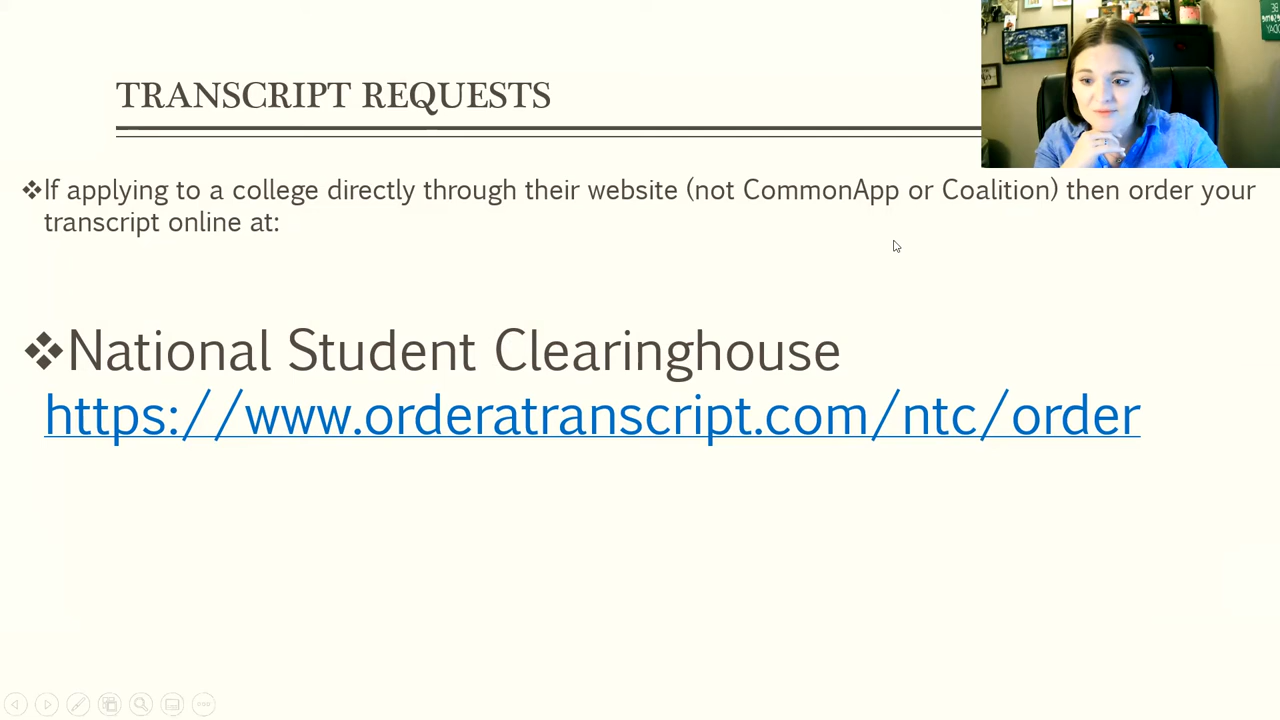 TRANSCRIPT REQUESTS
❖If applying to a college directly through their website (not CommonApp or Coalition) then order your
transcript online at:
❖National Student Clearinghouse
https://www.orderatranscript.com/ntc/order